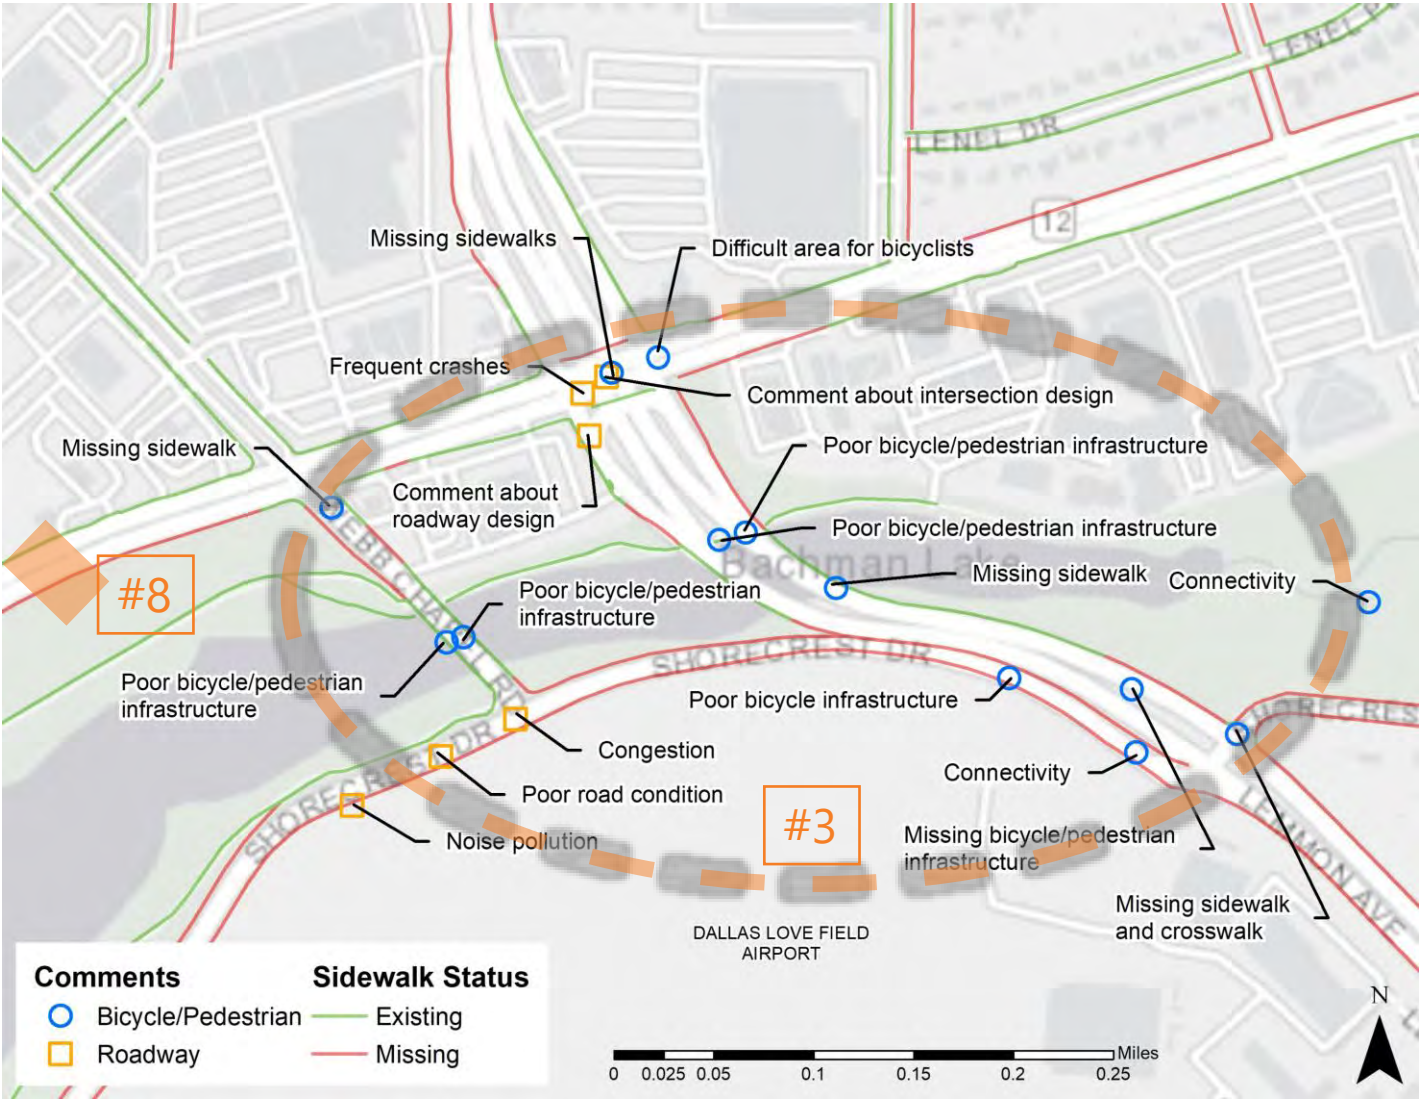 LENEL
LENEL DR
12
Missing sidewalks
Difficult area for bicyclists
Frequent crashes
Comment about intersection design
Missing sidewalk
Poor bicycle/pedestrian infrastructure
Comment about
roadway design
Poor bicycle/pedestrian infrastructure
Bachman Lake
Missing sidewalk
Connectivity
#8
Poor bicycle/pedestrian
infrastructure
SHORECREST DR
Poor bicycle/pedestrian
infrastructure
Poor bicycle infrastructure
Congestion
Connectivity
Poor road condition
#3
Noise pollution
Missing bicycle/pedestrian
infrastructure
LEMMON AVE
Missing sidewalk
and crosswalk
DALLAS LOVE FIELD
AIRPORT
Comments
Bicycle/Pedestrian
Roadway
Sidewalk Status
Existing
Missing
N
Miles
0 0.025 0.05 0.1 0.15 0.2 0.25